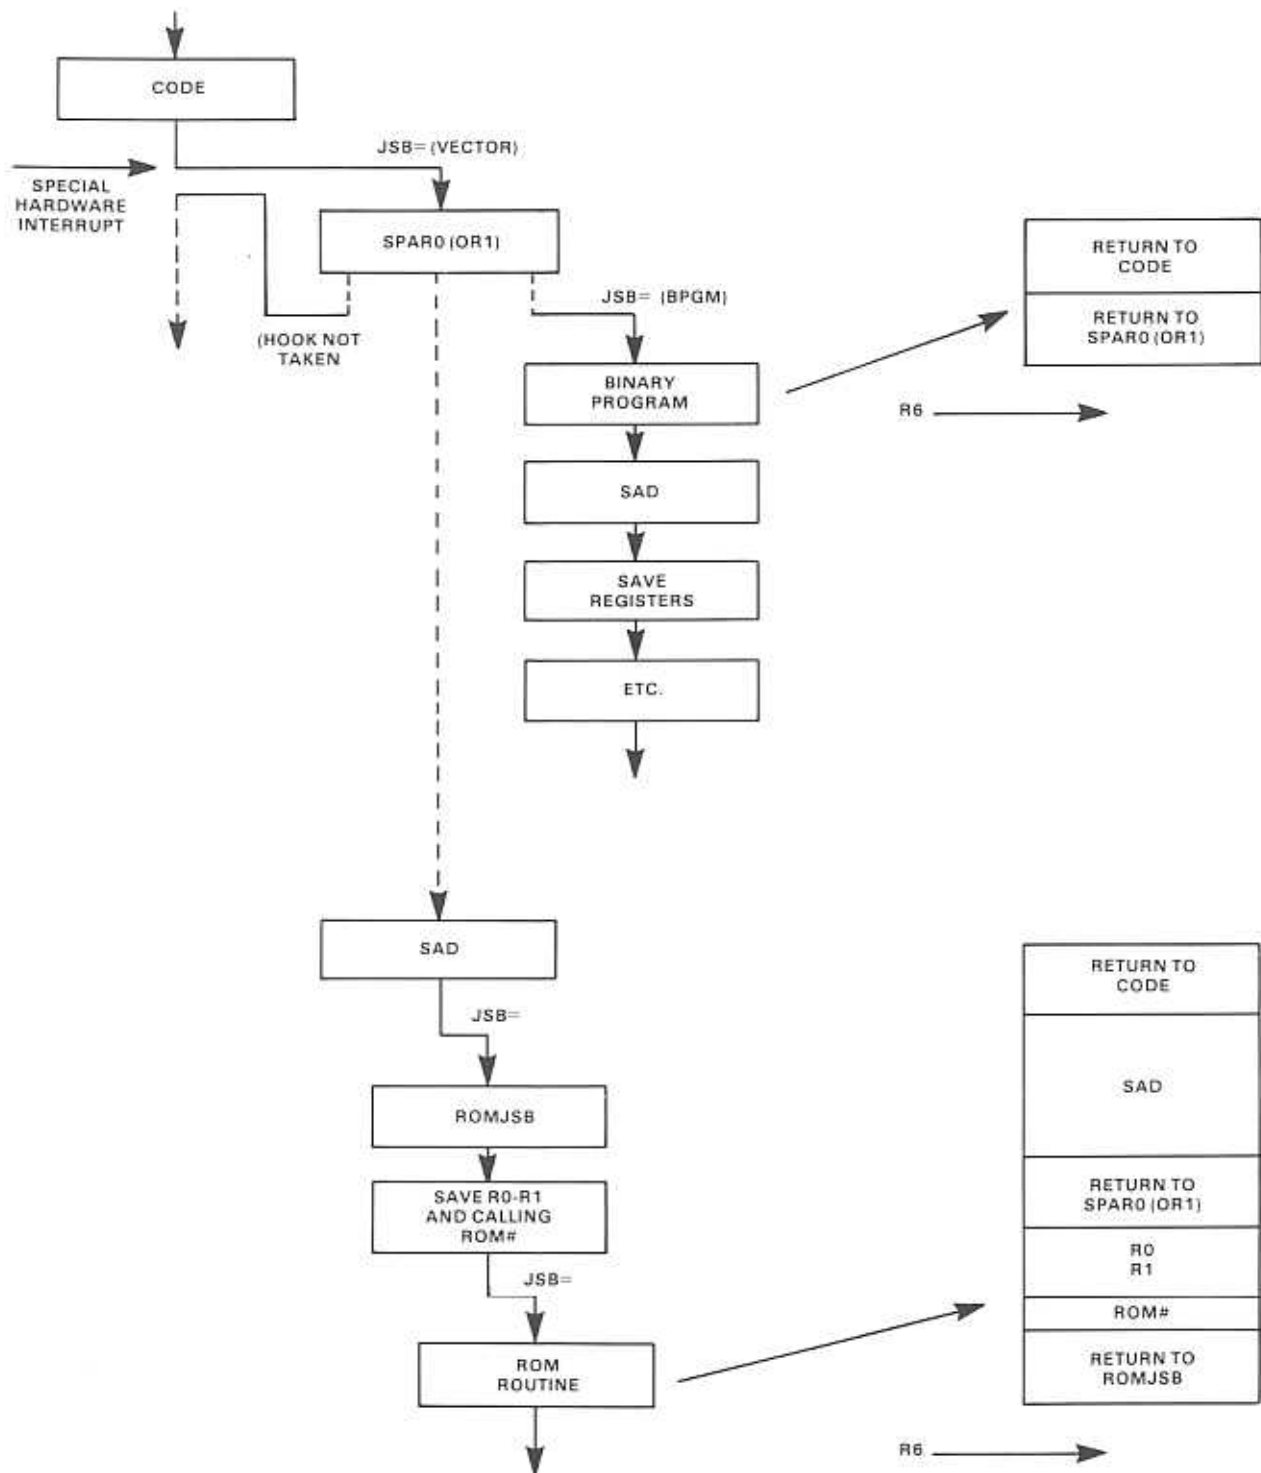 CODE
JSB= (VECTOR)
SPECIAL
HARDWARE
INTERRUPT
SPAR0 (OR1)
(HOOK NOT
TAKEN
JSB= (BPGM)
BINARY
PROGRAM
SAD
SAVE
REGISTERS
ETC.
RETURN TO
CODE
RETURN TO
SPAR0 (OR1)
R6
SAD
JSB=
ROMJSB
SAVE R0-R1
AND CALLING
ROM#
JSB=
ROM
ROUTINE
RETURN TO
CODE
SAD
RETURN TO
SPAR0 (OR1)
R0
R1
ROM#
RETURN TO
ROMJSB
R6